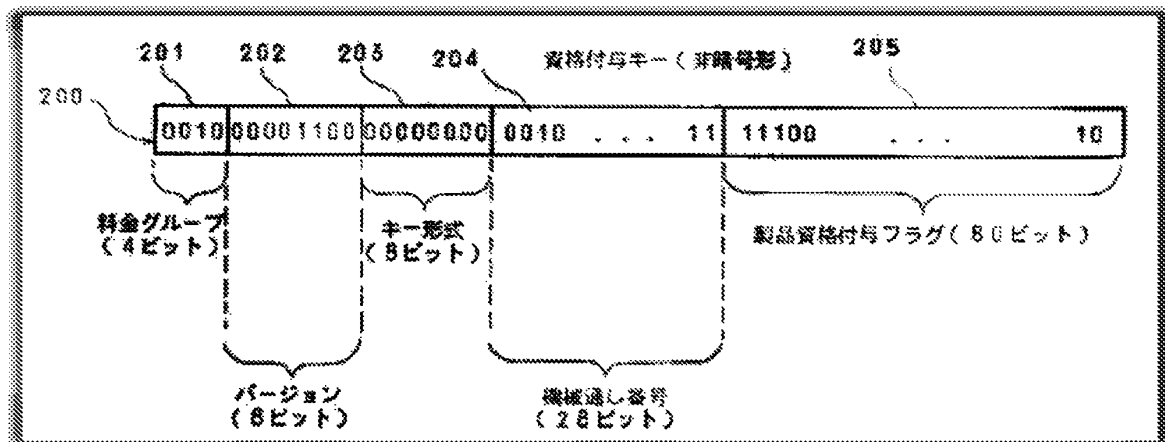 201 202 203 204 資格付与キー(非暗号形) 205
200
0010 00001100 00000000 0010 . . . 11 11100 . . . 10
料金グループ
(4ビット)
キー形式
(8ビット)
製品資格付与フラグ(80ビット)
バージョン
(8ビット)
機械通し番号
(28ビット)